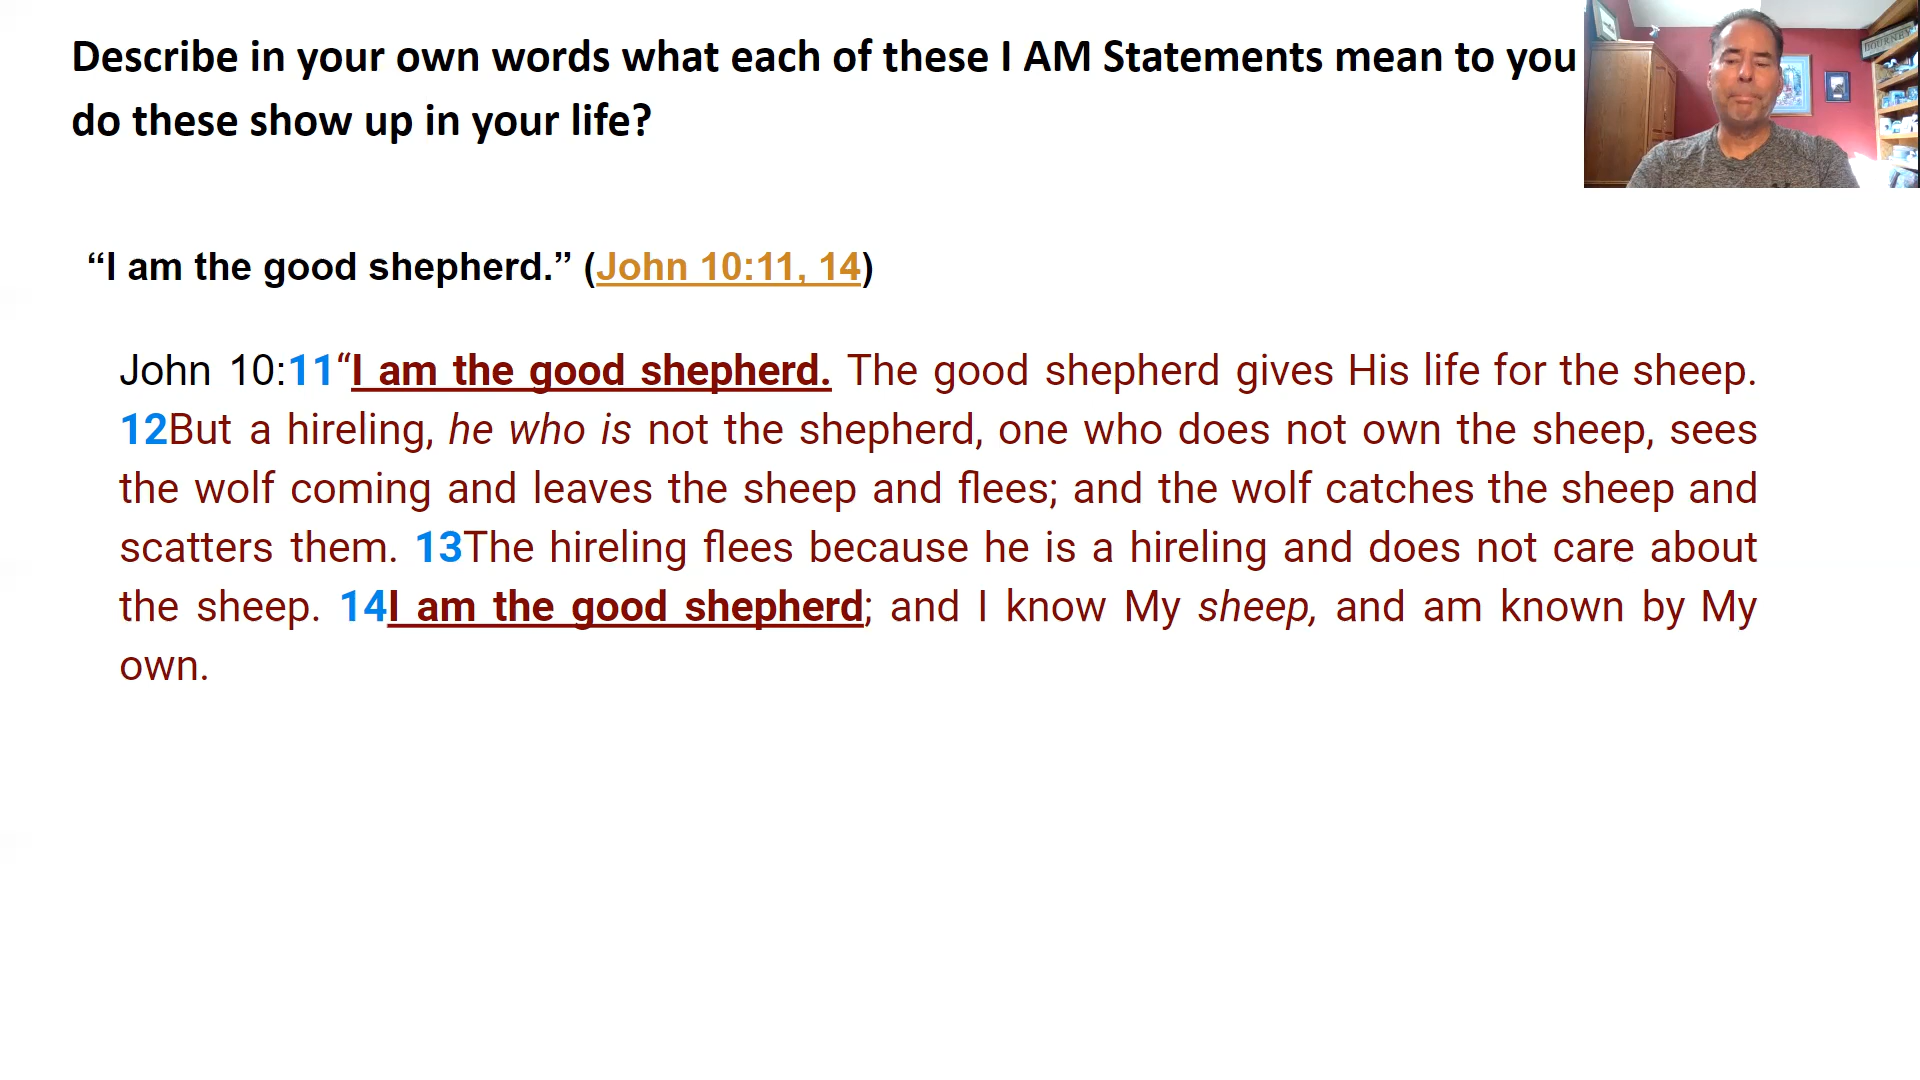 Describe in your own words what each of these I AM Statements mean to you
do these show up in your life?
“I am the good shepherd.” (John 10:11, 14)
John 10:11“I am the good shepherd. The good shepherd gives His life for the sheep.
12But a hireling, he who is not the shepherd, one who does not own the sheep, sees
the wolf coming and leaves the sheep and flees; and the wolf catches the sheep and
scatters them. 13The hireling flees because he is a hireling and does not care about
the sheep. 14I am the good shepherd; and I know My sheep, and am known by My
own.